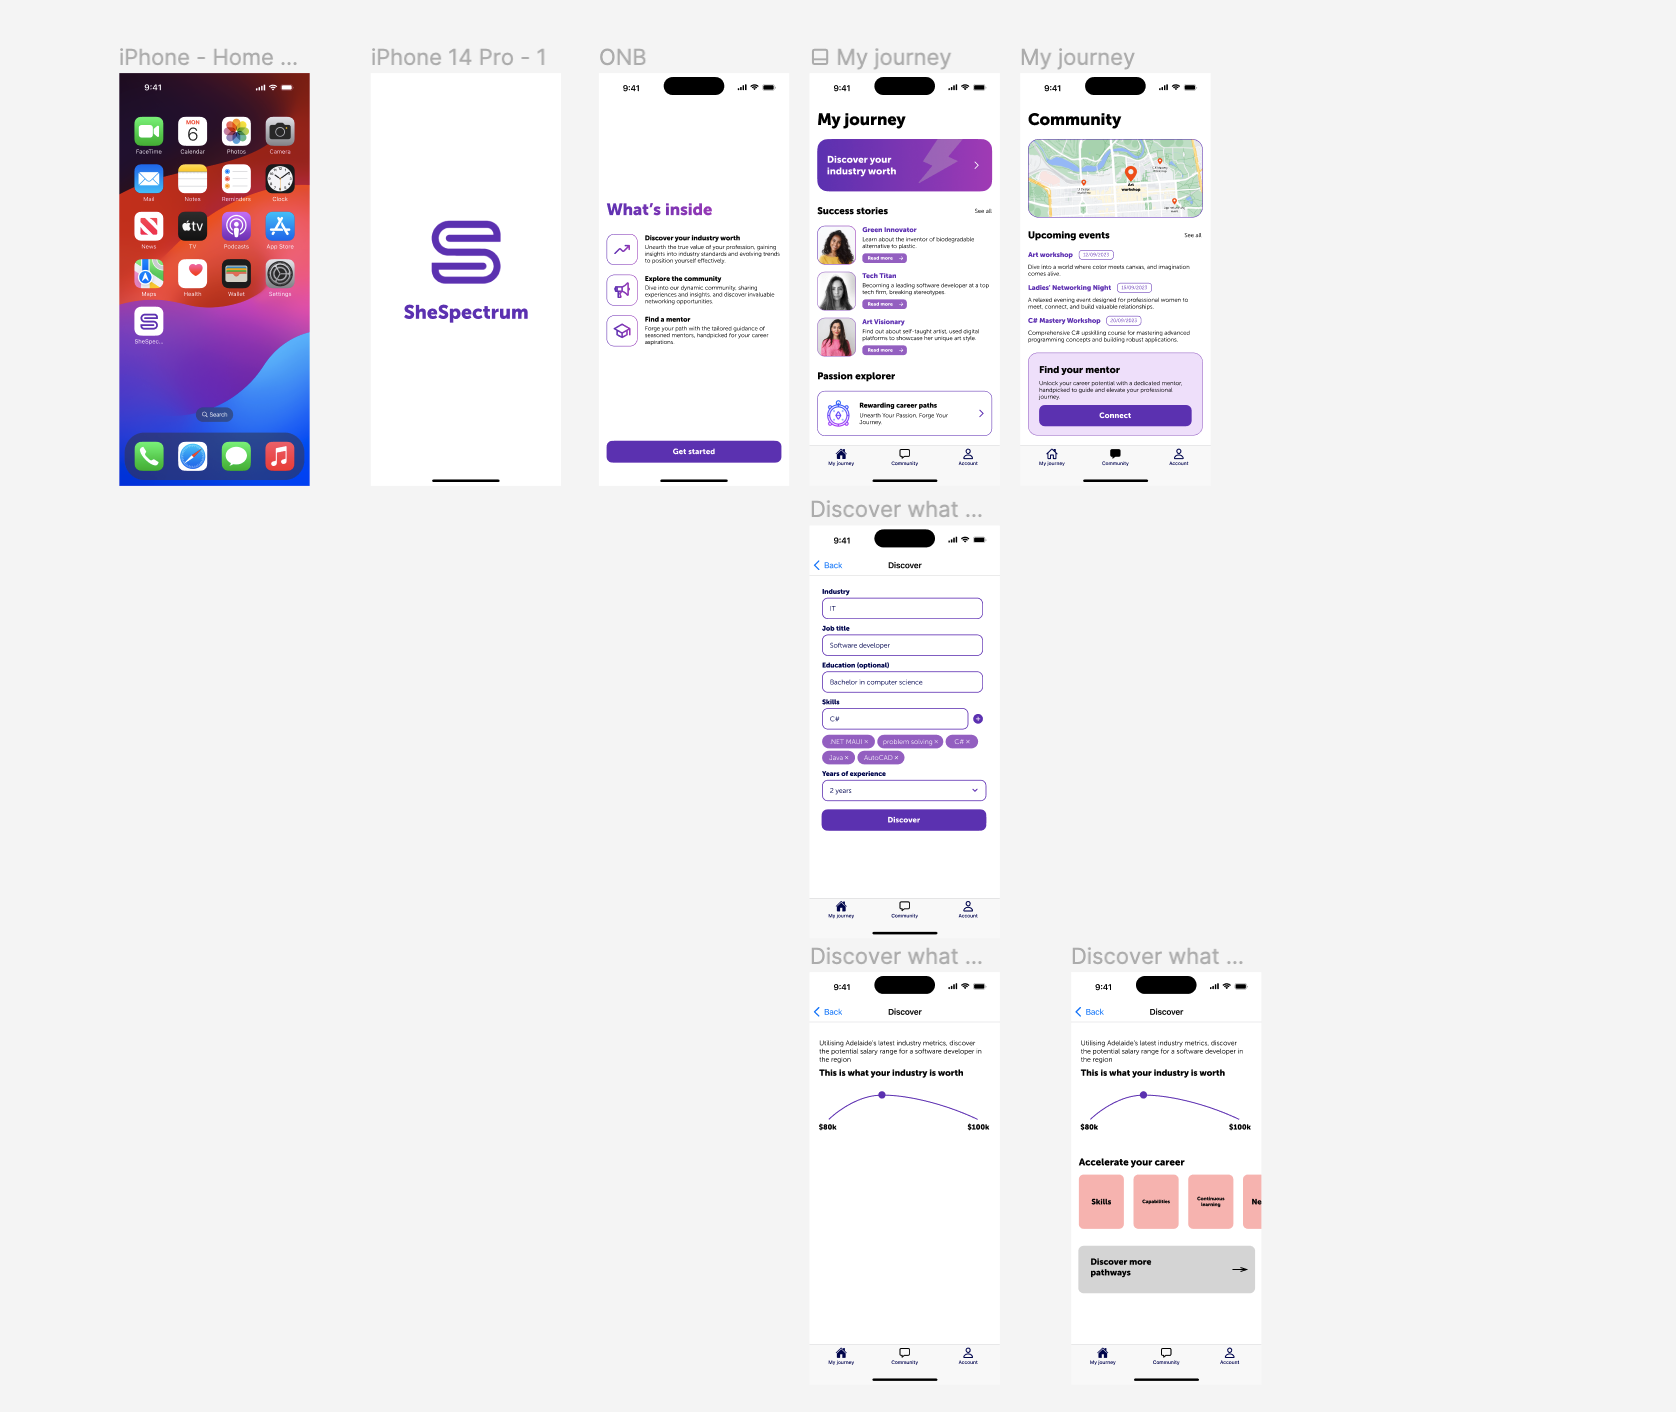 iPhone - Home ...
9:41
MON
6
FaceTime
Calendar
Photos
Camera
Mail
Notes
Reminders
Clock
tv
News
TV
Podcasts
App Store
Maps
Health
Wallet
Settings
SheSpec...
Search
iPhone 14 Pro - 1
SheSpectrum
ONB
9:41
What's inside
Discover your industry worth
Unearth the true value of your profession, gaining
insights into industry standards and evolving trends
to position yourself effectively.
Explore the community
Dive into our dynamic community, sharing
experiences and insights, and discover invaluable
networking opportunities.
Find a mentor
Forge your path with the tailored guidance of
seasoned mentors, handpicked for your career
aspirations.
Get started
My journey
9:41
My journey
Discover your
industry worth
Success stories
See all
Green Innovator
Learn about the inventor of biodegradable
alternative to plastic.
Read more
Tech Titan
Becoming a leading software developer at a top
tech firm, breaking stereotypes.
Read more
Art Visionary
Find out about self-taught artist, used digital
platforms to showcase her unique art style.
Read more
Passion explorer
Rewarding career paths
Unearth Your Passion, Forge Your
Journey
My journey
Community
Account
My journey
9:41
Community
Art
workshop
Upcoming events
See all
Art workshop
12/09/2023
Dive into a world where color meets canvas, and imagination
comes alive.
Ladies' Networking Night
15/09/2023
A relaxed evening event designed for professional women to
meet, connect, and build valuable relationships.
C# Mastery Workshop
20/09/2023
Comprehensive C# upskilling course for mastering advanced
programming concepts and building robust applications.
Find your mentor
Unlock your career potential with a dedicated mentor,
handpicked to guide and elevate your professional
journey.
Connect
My journey
Community
Account
Discover what ...
9:41
Back
Discover
Industry
IT
Job title
Software developer
Education (optional)
Bachelor in computer science
Skills
C#
.NET MAUI ×
problem solving ×
C# ×
Java ×
AutoCAD ×
Years of experience
2 years
Discover
My journey
Community
Account
Discover what ...
9:41
Back
Discover
Utilising Adelaide's latest industry metrics, discover
the potential salary range for a software developer in
the region
This is what your industry is worth
$80k
$100k
My journey
Community
Account
Discover what ...
9:41
Back
Discover
Utilising Adelaide's latest industry metrics, discover
the potential salary range for a software developer in
the region
This is what your industry is worth
$80k
$100k
Accelerate your career
Skills
Capabilities
Continuous
learning
Ne
Discover more
pathways
My journey
Community
Account